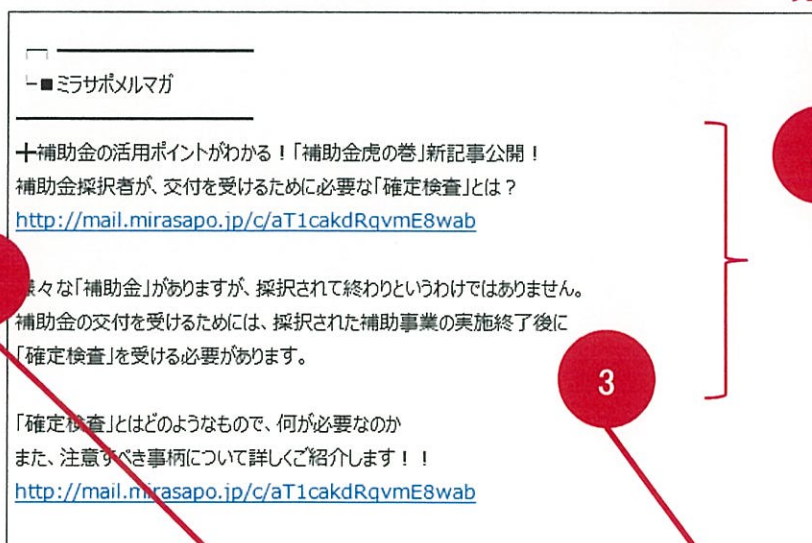 ■ミラサポメルマガ
十補助金の活用ポイントがわかる!「補助金虎の巻」新記事公開!
補助金採択者が、交付を受けるために必要な「確定検査」とは?
http://mail.mirasapo.jp/c/aT1cakdRqvmE8wab
々な「補助金」がありますが、採択されて終わりというわけではありません。
補助金の交付を受けるためには、採択された補助事業の実施終了後に
「確定検査」を受ける必要があります。
3
「確定検査」とはどのようなもので、何が必要なのか
また、注意すべき事柄について詳しくご紹介します!!
http://mail.mirasapo.jp/c/aT1cakdRqvmE8wab